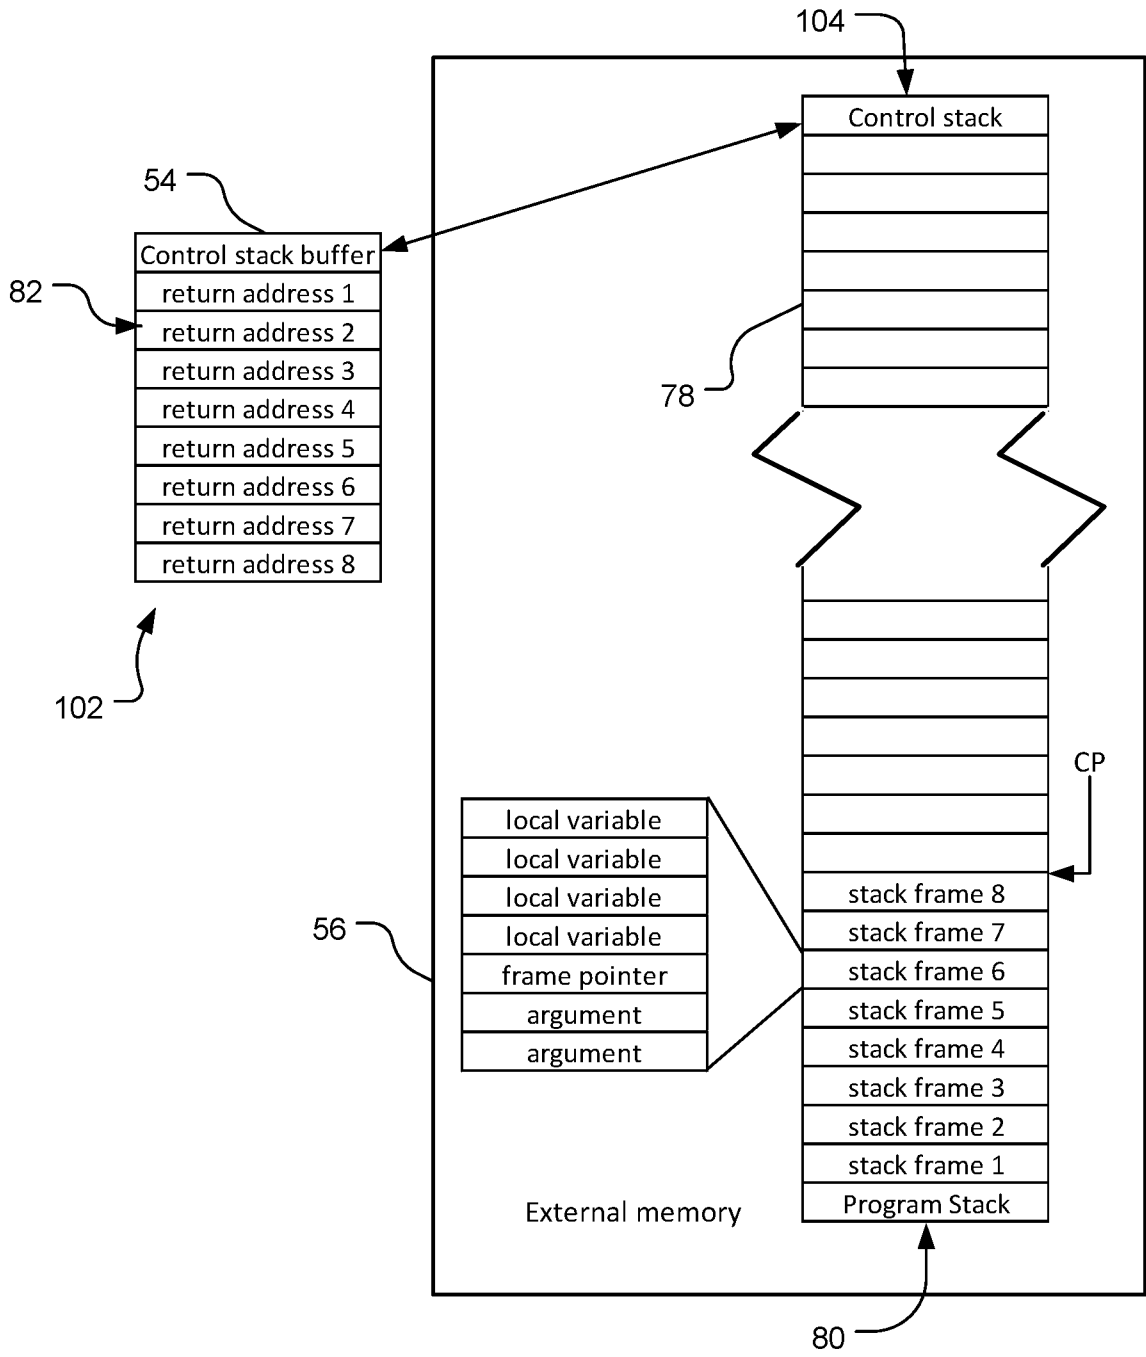 104
Control stack
54
Control stack buffer
82
return address 1
return address 2
return address 3
return address 4
return address 5
return address 6
return address 7
return address 8
102
78
CP
local variable
local variable
local variable
local variable
frame pointer
argument
argument
56
stack frame 8
stack frame 7
stack frame 6
stack frame 5
stack frame 4
stack frame 3
stack frame 2
stack frame 1
Program Stack
External memory
80